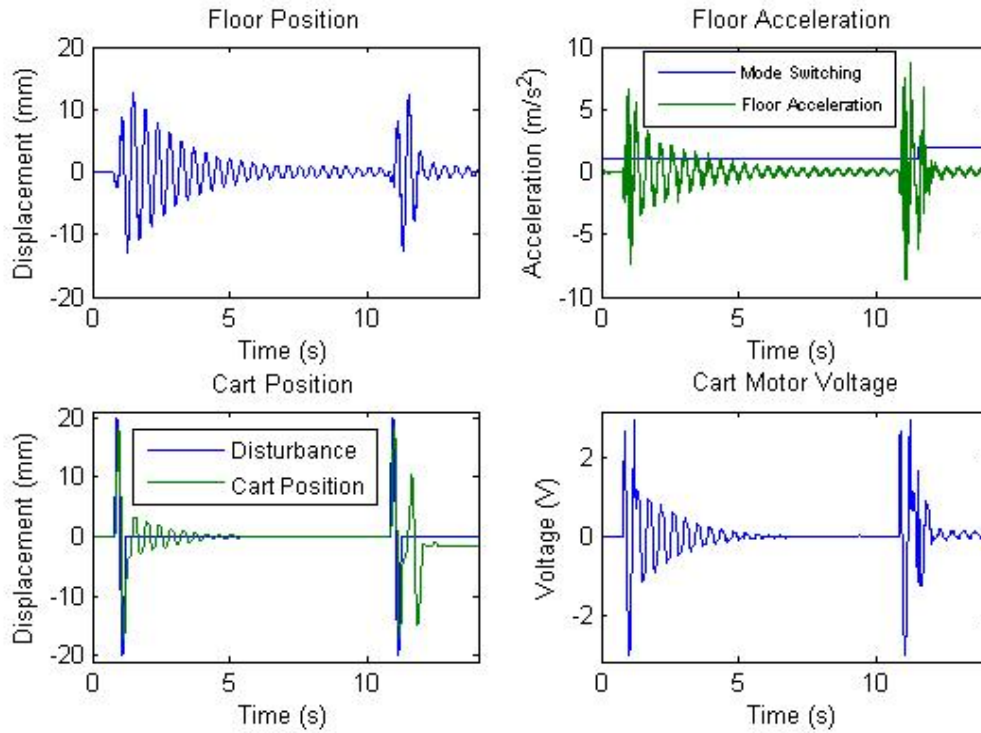 Floor Position
Displacement (mm)
20
10
0
-10
-20
0
5
10
Time (s)
Floor Acceleration
Acceleration (m/s²)
10
5
0
-5
-10
Mode Switching
Floor Acceleration
0
5
10
Time (s)
Cart Position
Displacement (mm)
20
10
0
-10
-20
Disturbance
Cart Position
0
5
10
Time (s)
Cart Motor Voltage
Voltage (V)
2
0
-2
0
5
10
Time (s)